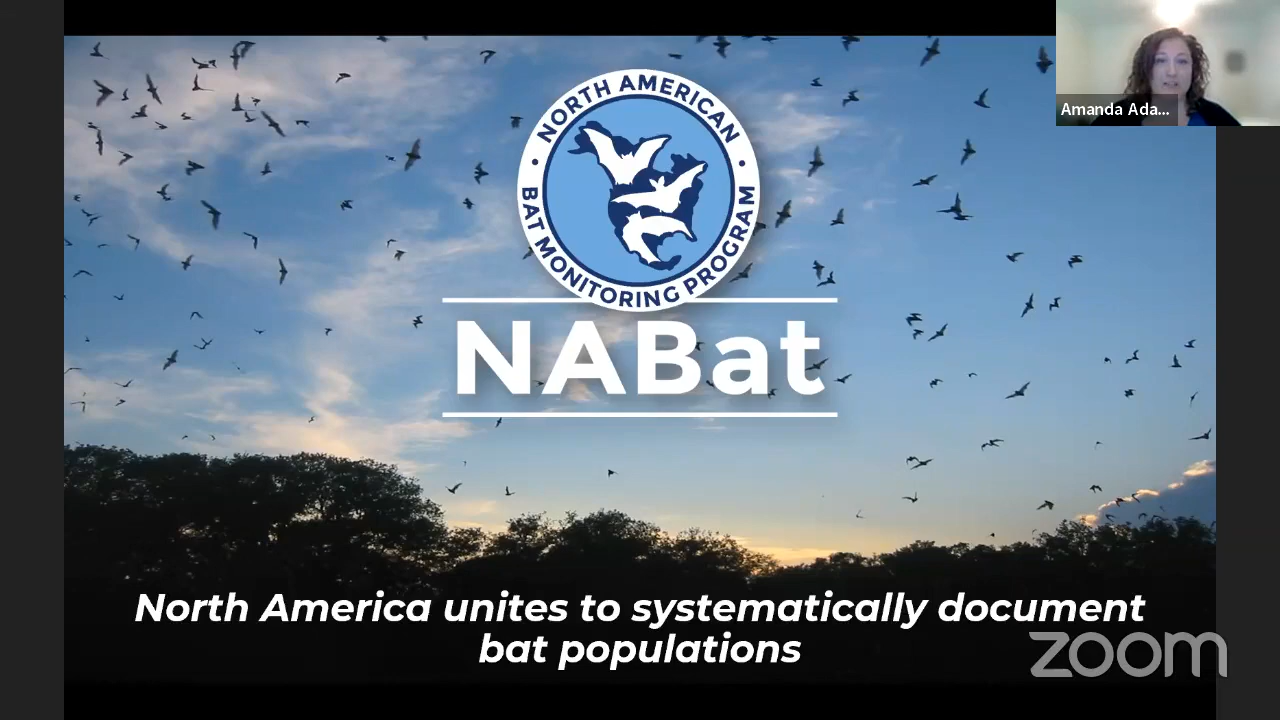 Amanda Ada...
NORTH AMERICAN
BAT MONITORING PROGRAM
NABat
North America unites to systematically document
bat populations
zoom